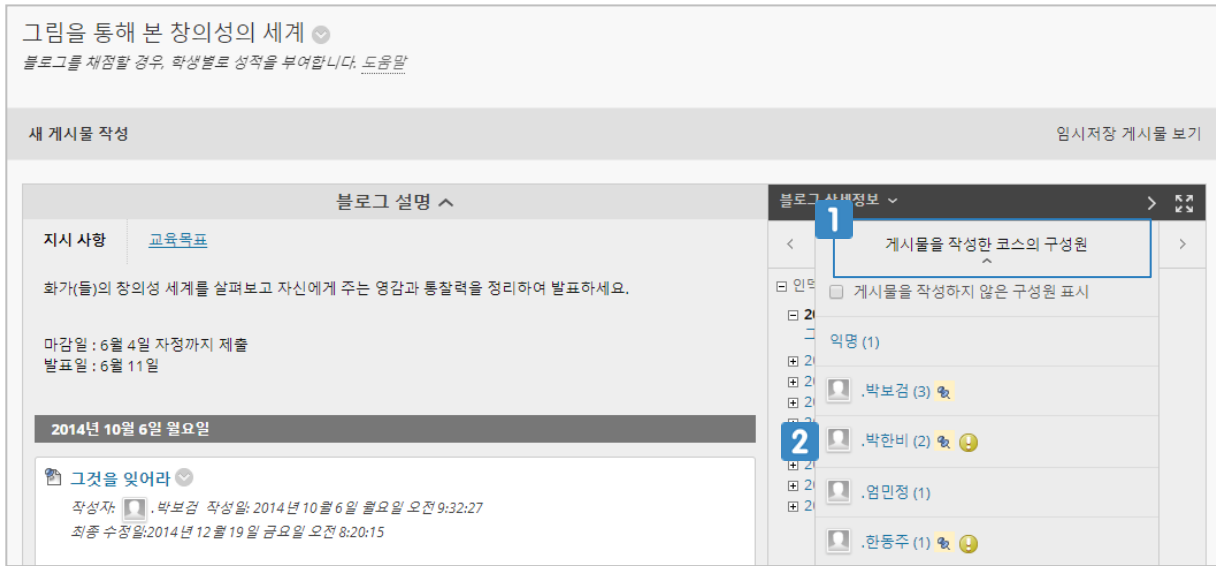 그림을 통해 본 창의성의 세계
블로그를 채점할 경우, 학생별로 성적을 부여합니다. 도움말
새 게시물 작성
임시저장 게시물 보기
블로그 설명
지시 사항 교육목표
화가(들)의 창의성 세계를 살펴보고 자신에게 주는 영감과 통찰력을 정리하여 발표하세요.
마감일 : 6월 4일 자정까지 제출
발표일 : 6월 11일
2014년 10월 6일 월요일
그것을 잊어라
작성자: .박보검 작성일: 2014년 10월 6일 월요일 오전 9:32:27
최종 수정일:2014년 12월 19일 금요일 오전 8:20:15
블로그 상세정보
1
게시물을 작성한 코스의 구성원
게시물을 작성하지 않은 구성원 표시
익명 (1)
.박보검 (3)
2
.박한비 (2)
.엄민정 (1)
.한동주 (1)